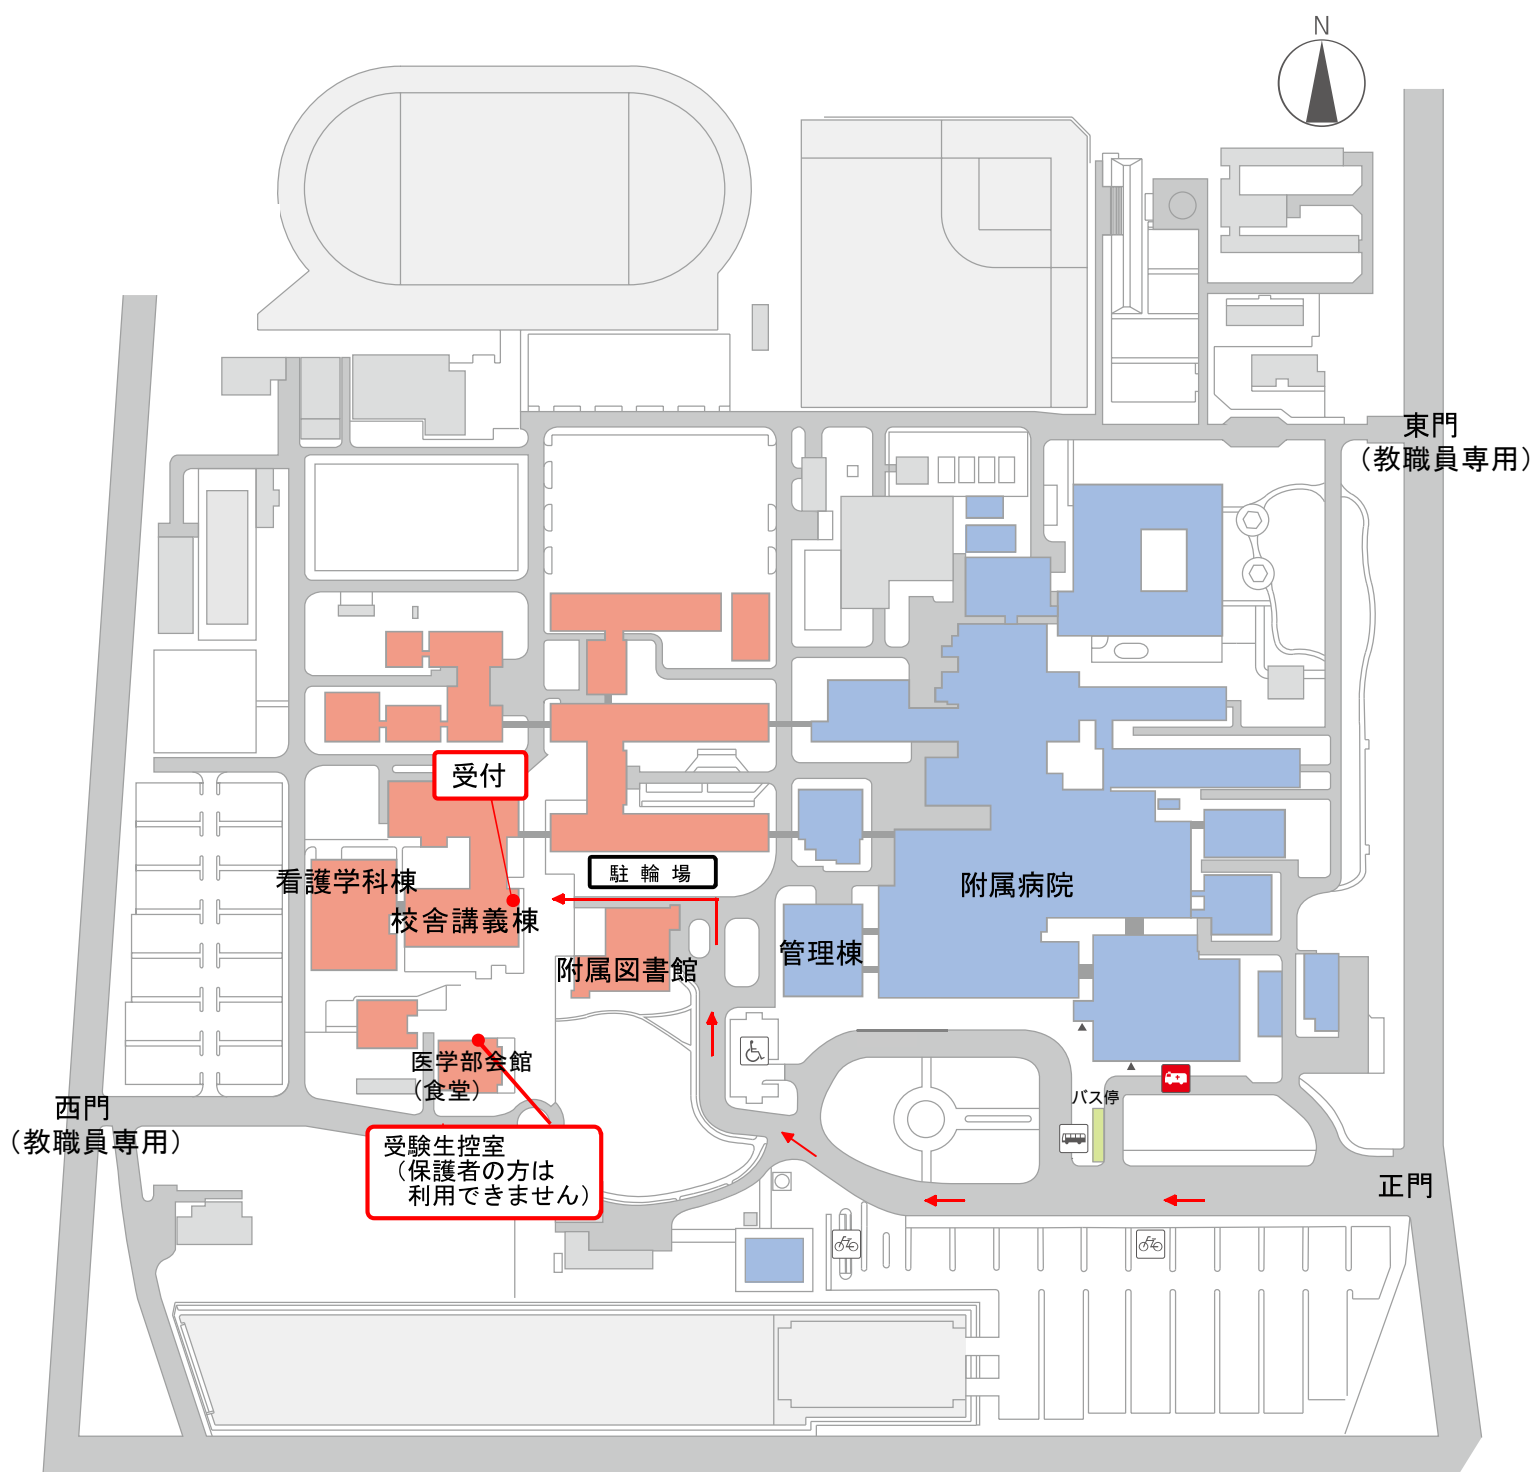 N
東門
（教職員専用）
受付
駐輪場
看護学科棟
附属病院
校舎講義棟
管理棟
附属図書館
医学部会館
（食堂）
バス停
西門
（教職員専用）
受験生控室
（保護者の方は
利用できません）
正門